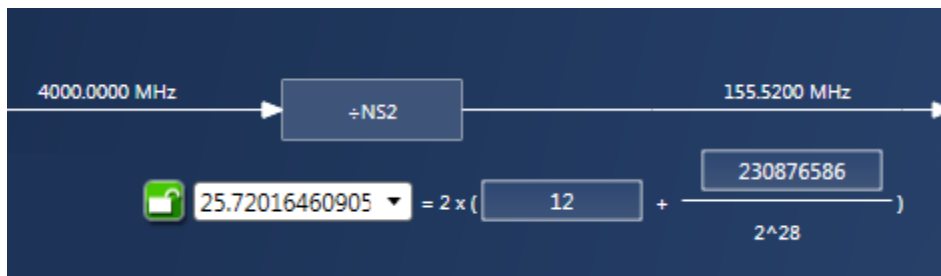 4000.0000 MHz
155.5200 MHz
÷NS2
230876586
25.72016460905 = 2 x ( 12 + )
2^28